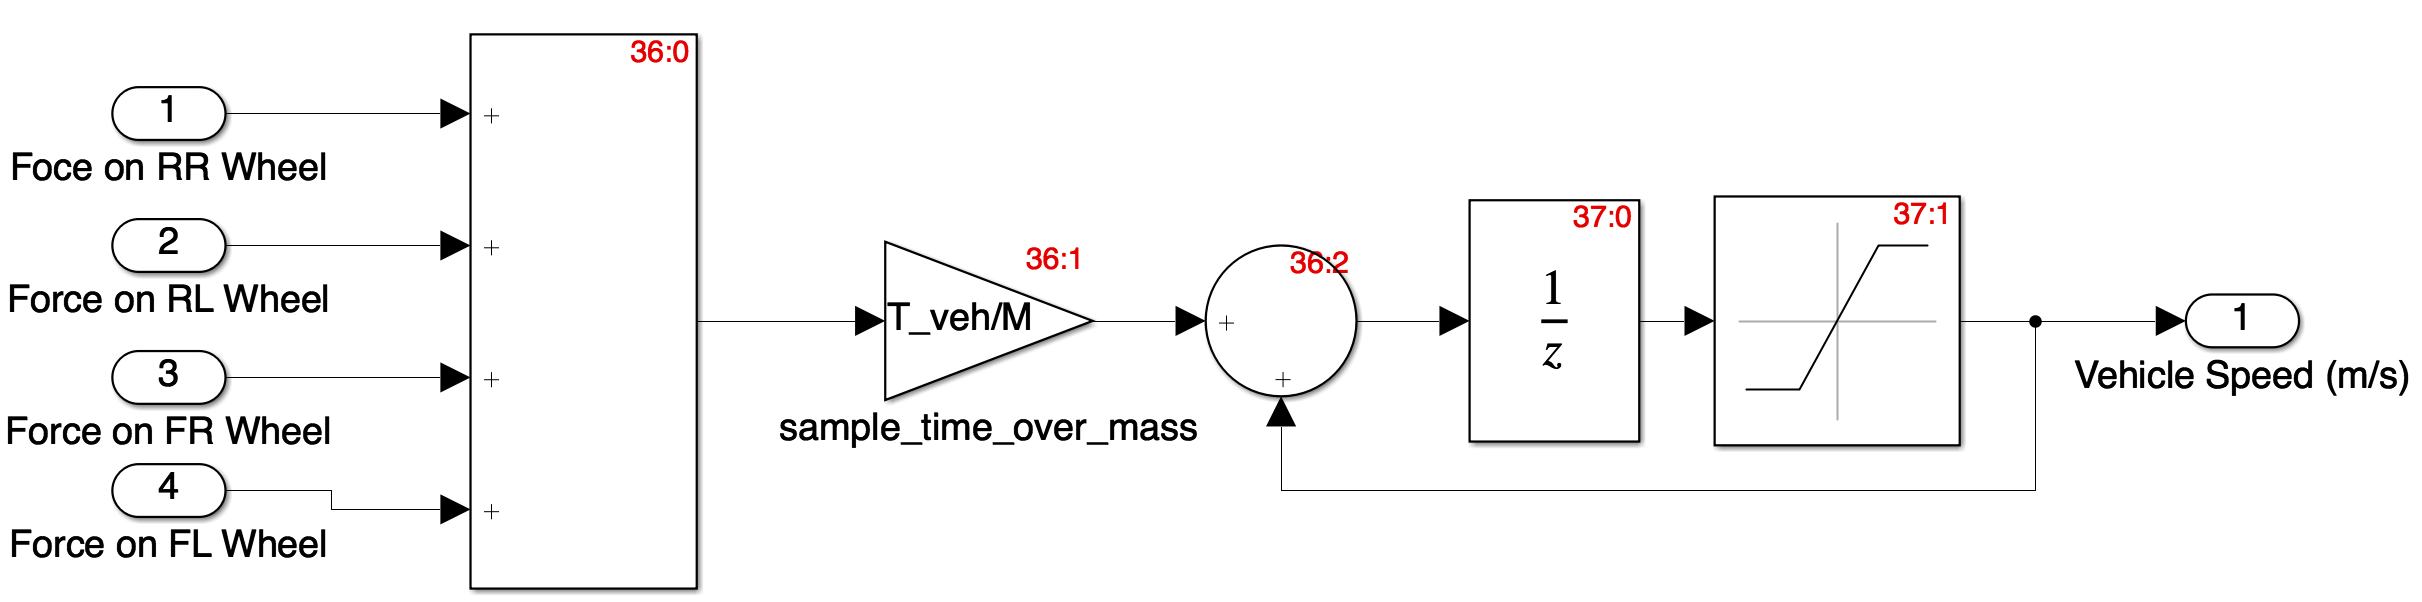 36:0
1
+
Foce on RR Wheel
2
+
Force on RL Wheel
3
+
Force on FR Wheel
4
+
Force on FL Wheel
36:1
T_veh/M
sample_time_over_mass
36:2
+
+
37:0
1
z
37:1
1
Vehicle Speed (m/s)